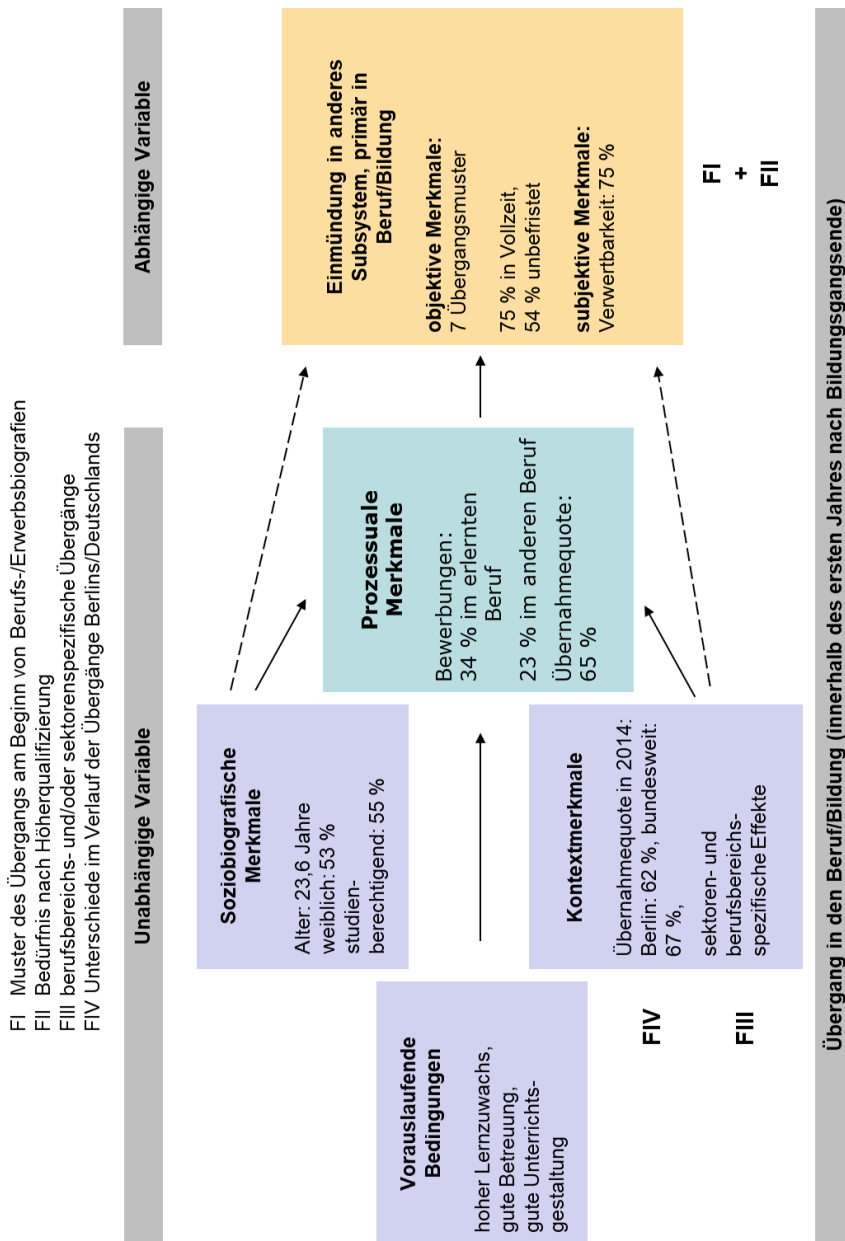 FI Muster des Übergangs am Beginn von Berufs-/Erwerbsbiografien
FII Bedürfnis nach Höherqualifizierung
FIII berufsbereichs- und/oder sektorenspezifische Übergänge
FIV Unterschiede im Verlauf der Übergänge Berlins/Deutschlands
Unabhängige Variable
Abhängige Variable
Vorauslaufende
Bedingungen
hoher Lernzuwachs,
gute Betreuung,
gute Unterrichts-
gestaltung
Soziobiografische
Merkmale
Alter: 23,6 Jahre
weiblich: 53 %
studien-
berechtigend: 55 %
Kontextmerkmale
Übernahmequote in 2014:
Berlin: 62 %, bundesweit:
67 %,
sektoren- und
berufsbereichs-
spezifische Effekte
FIV
FIII
Prozessuale
Merkmale
Bewerbungen:
34 % im erlernten
Beruf
23 % im anderen Beruf
Übernahmequote:
65 %
Einmündung in anderes
Subsystem, primär in
Beruf/Bildung
objektive Merkmale:
7 Übergangsmuster
75 % in Vollzeit,
54 % unbefristet
subjektive Merkmale:
Verwertbarkeit: 75 %
FI
+
FII
Übergang in den Beruf/Bildung (innerhalb des ersten Jahres nach Bildungsgangsende)